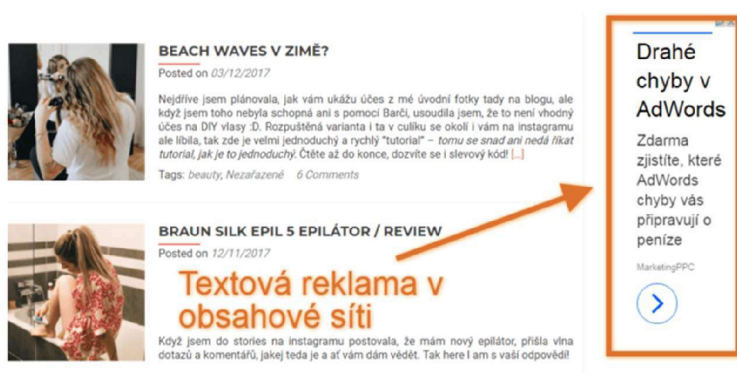 BEACH WAVES V ZIMĚ?
Posted on 03/12/2017
Nejdříve jsem plánovala, jak vám ukážu účes z mé úvodní fotky tady na blogu, ale
když jsem toho nebyla schopná ani s pomocí Barči, usoudila jsem, že to není vhodný
účes na DIY vlasy :D. Rozpuštěná varianta i ta v culíku se okolí i vám na instagramu
ale líbila, tak zde je velmi jednoduchý a rychlý "tutorial" – tomu se snad ani nedá říkat
tutorial, jak je to jednoduchý. Čtěte až do konce, dozvíte se i slevový kód! [...]
Tags: beauty, Nezařazené 6 Comments
BRAUN SILK EPIL 5 EPILÁTOR / REVIEW
Posted on 12/11/2017
Textová reklama v
obsahové síti
Když jsem do stories na instagramu postovala, že mám nový epilátor, přišla vlna
dotazů a komentářů, jakej teda je a ať vám dám vědět. Tak here I am s vaší odpovědí!
Drahé
chyby v
AdWords
Zdarma
zjistíte, které
AdWords
chyby vás
připravují o
peníze
MarketingPPC